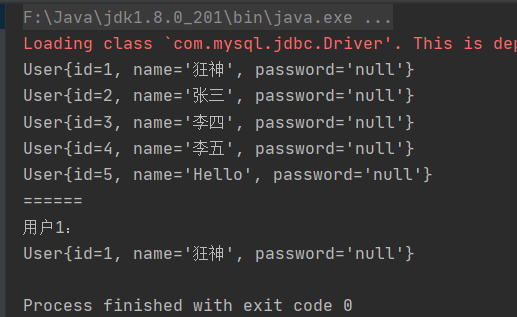 F:\Java\jdk1.8.0_201\bin\java.exe ...
Loading class `com.mysql.jdbc.Driver'. This is dep
User{id=1, name='狂神', password='null'}
User{id=2, name='张三', password='null'}
User{id=3, name='李四', password='null'}
User{id=4, name='李五', password='null'}
User{id=5, name='Hello', password='null'}
======
用户1:
User{id=1, name='狂神', password='null'}
Process finished with exit code 0